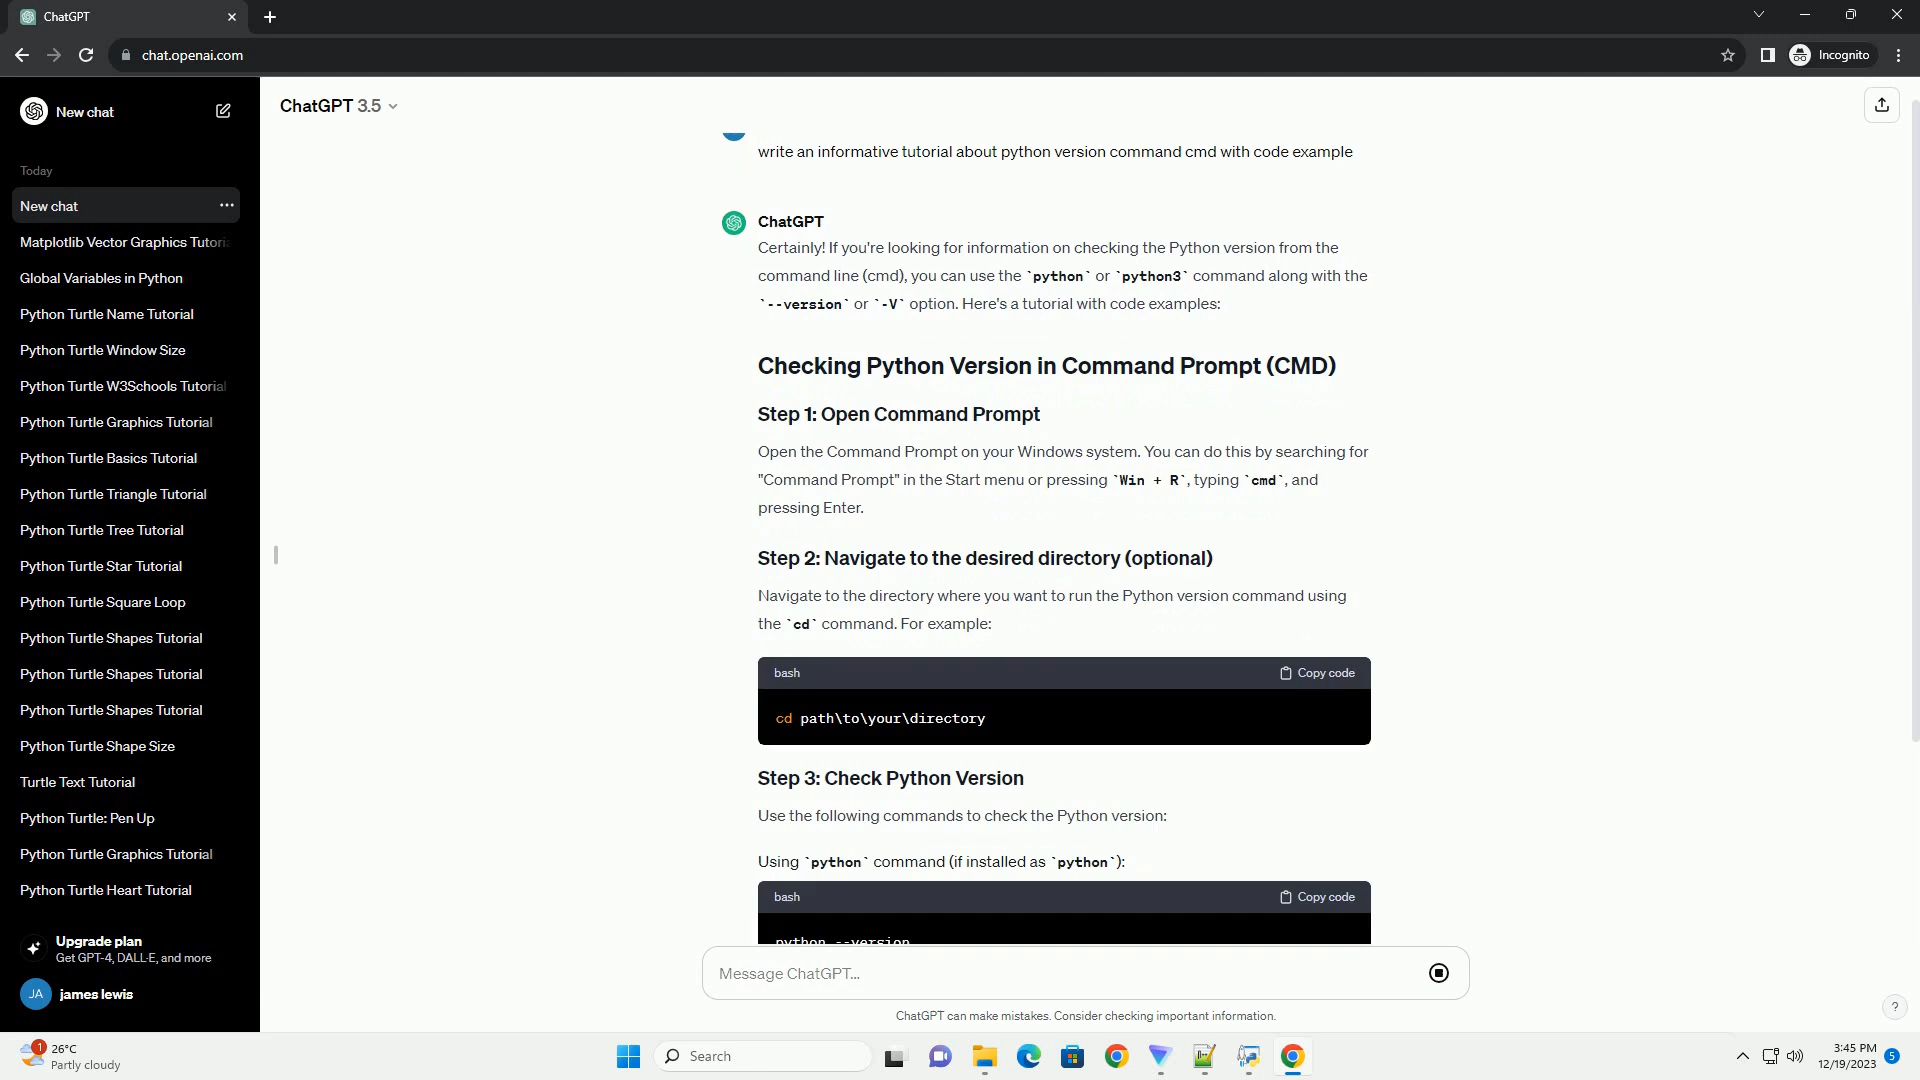 ChatGPT
chat.openai.com
Incognito
New chat
Today
New chat
Matplotlib Vector Graphics Tutoria
Global Variables in Python
Python Turtle Name Tutorial
Python Turtle Window Size
Python Turtle W3Schools Tutorial
Python Turtle Graphics Tutorial
Python Turtle Basics Tutorial
Python Turtle Triangle Tutorial
Python Turtle Tree Tutorial
Python Turtle Star Tutorial
Python Turtle Square Loop
Python Turtle Shapes Tutorial
Python Turtle Shapes Tutorial
Python Turtle Shapes Tutorial
Python Turtle Shape Size
Turtle Text Tutorial
Python Turtle: Pen Up
Python Turtle Graphics Tutorial
Python Turtle Heart Tutorial
Upgrade plan
Get GPT-4, DALL·E, and more
JA james lewis
ChatGPT 3.5
write an informative tutorial about python version command cmd with code example
ChatGPT
Certainly! If you're looking for information on checking the Python version from the
command line (cmd), you can use the `python` or `python3` command along with the
`--version` or `-V` option. Here's a tutorial with code examples:
Checking Python Version in Command Prompt (CMD)
Step 1: Open Command Prompt
Open the Command Prompt on your Windows system. You can do this by searching for
"Command Prompt" in the Start menu or pressing `Win + R`, typing `cmd`, and
pressing Enter.
Step 2: Navigate to the desired directory (optional)
Navigate to the directory where you want to run the Python version command using
the `cd` command. For example:
bash Copy code
cd path\to\your\directory
Step 3: Check Python Version
Use the following commands to check the Python version:
Using `python` command (if installed as `python`):
bash Copy code
python --version
Message ChatGPT...
ChatGPT can make mistakes. Consider checking important information.
?
1
26°C
Partly cloudy
Search
3:45 PM
12/19/2023
5